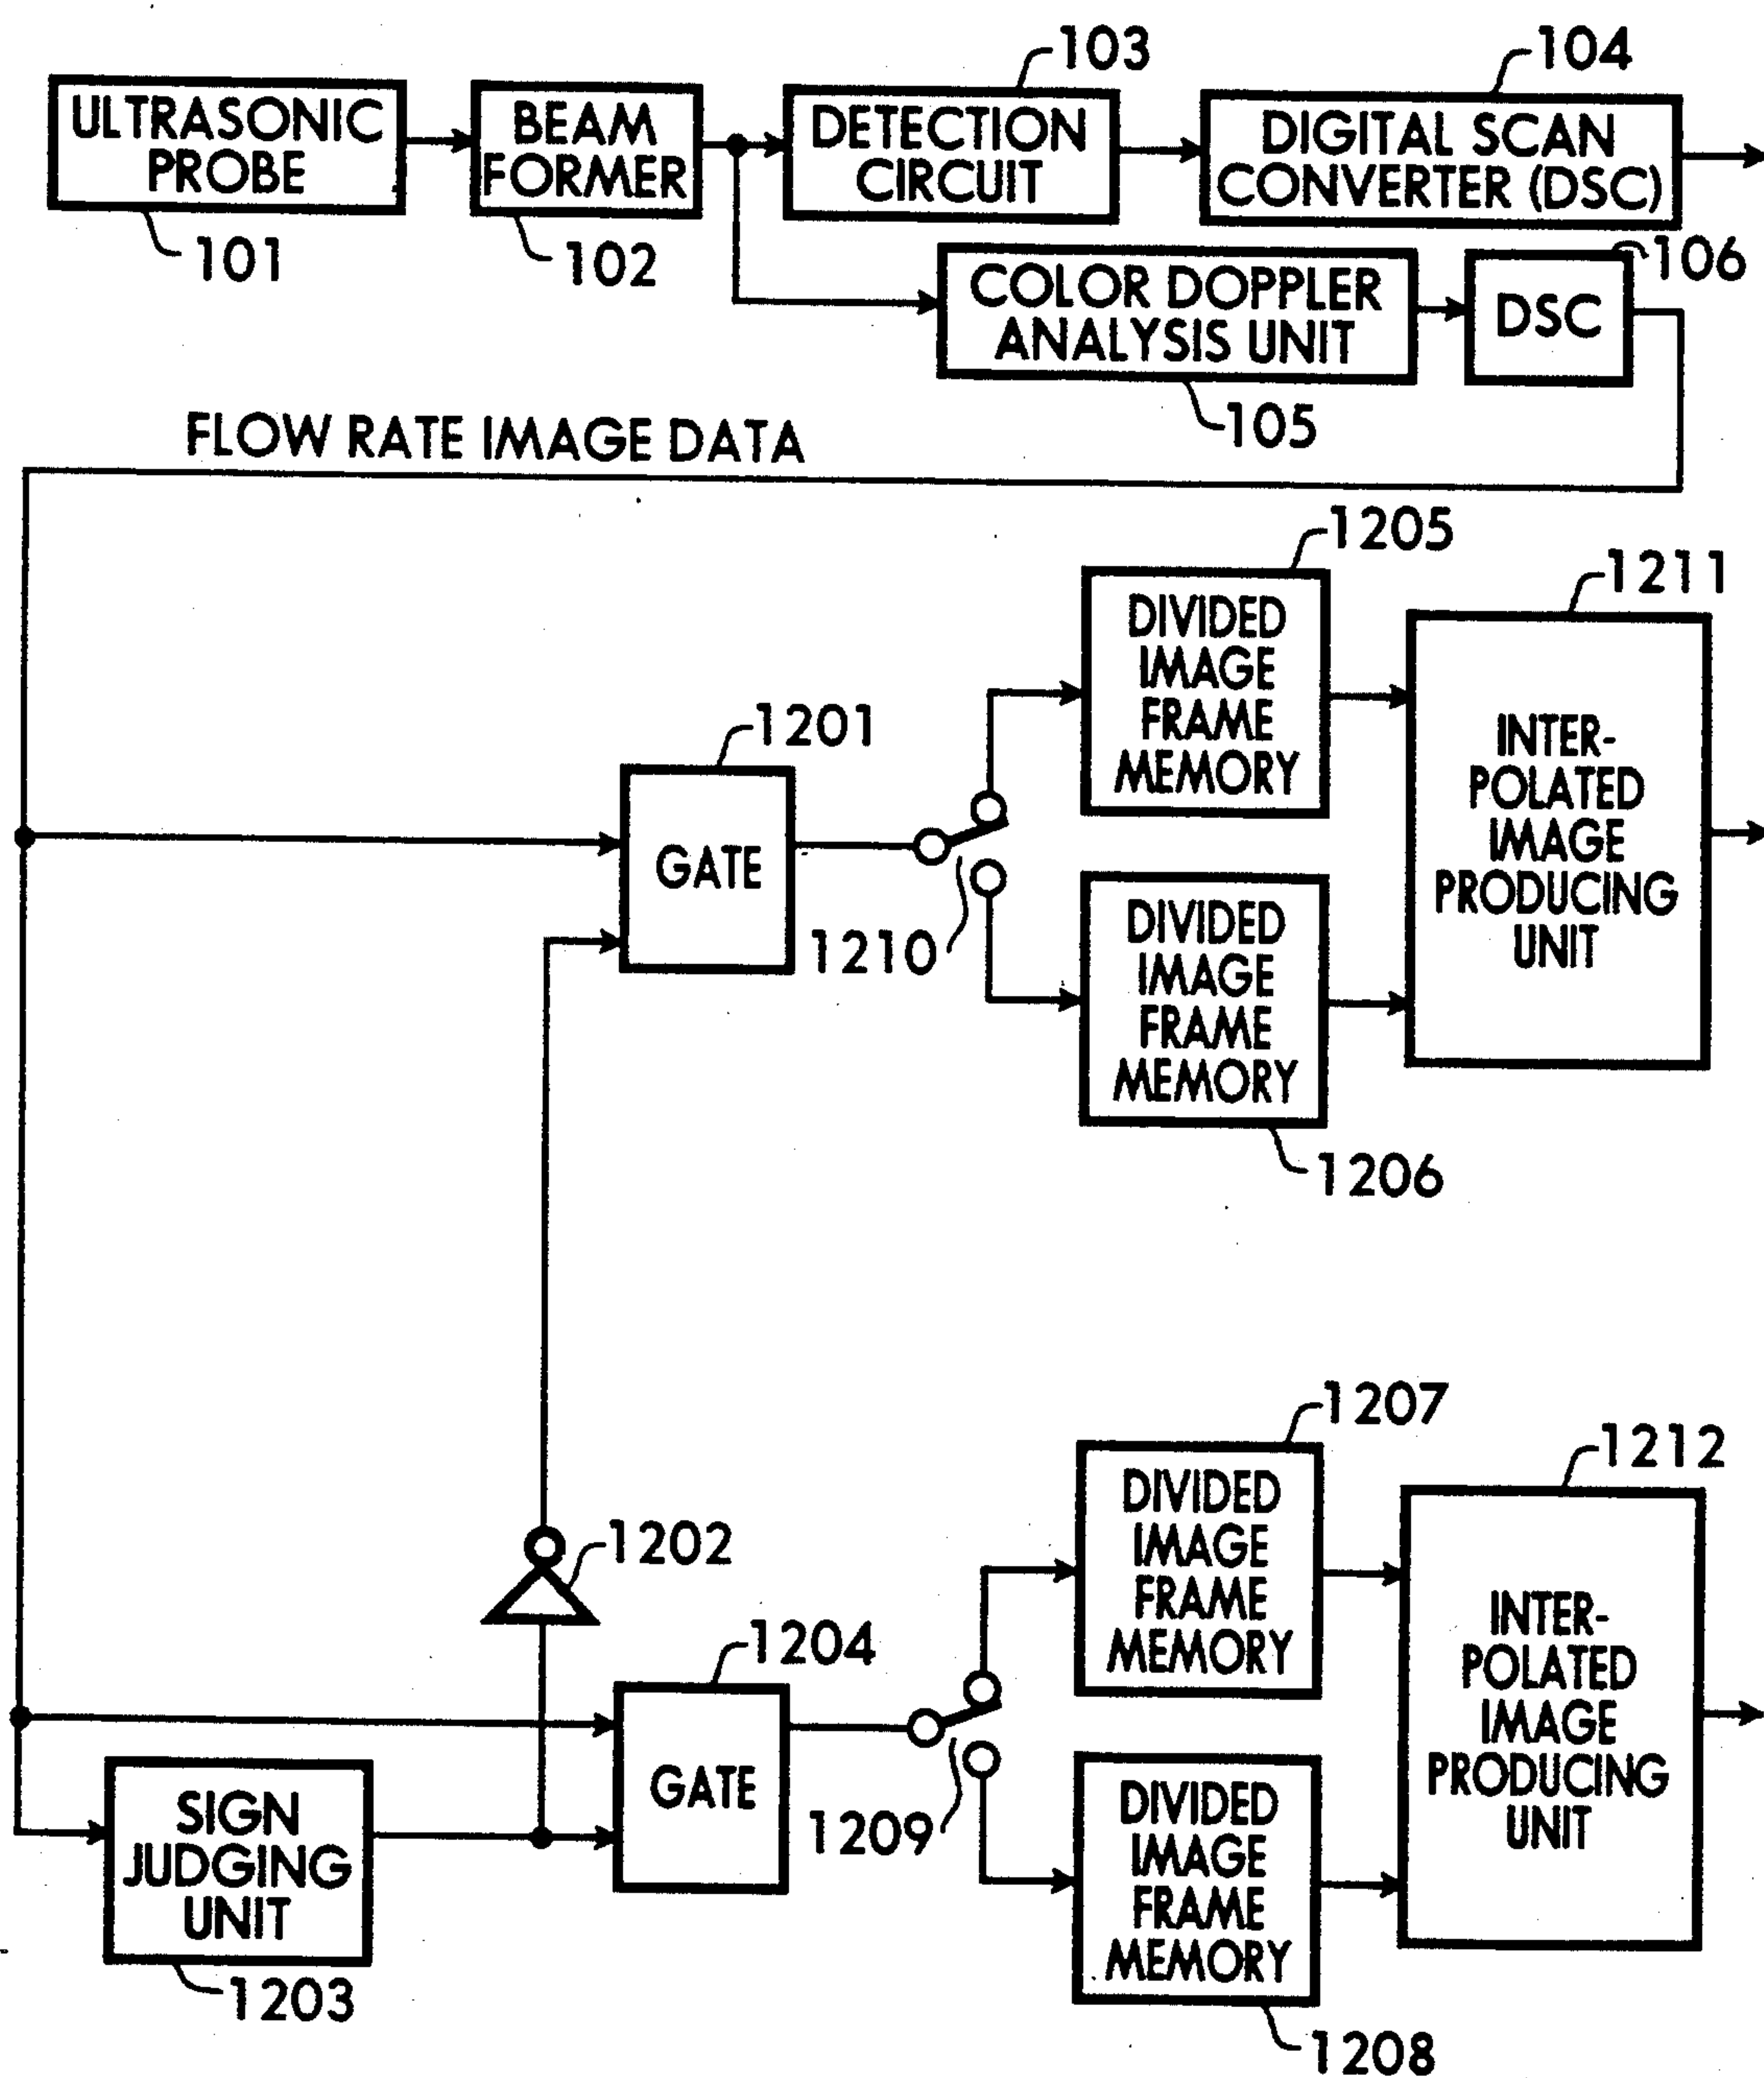 103
104
ULTRASONIC
PROBE
BEAM
FORMER
DETECTION
CIRCUIT
DIGITAL SCAN
CONVERTER (DSC)
101
102
COLOR DOPPLER
ANALYSIS UNIT
DSC
106
105
FLOW RATE IMAGE DATA
1205
1211
DIVIDED
IMAGE
FRAME
MEMORY
1201
GATE
1210
INTER-
POLATED
IMAGE
PRODUCING
UNIT
DIVIDED
IMAGE
FRAME
MEMORY
1206
1207
1212
DIVIDED
IMAGE
FRAME
MEMORY
1202
1204
GATE
1209
INTER-
POLATED
IMAGE
PRODUCING
UNIT
SIGN
JUDGING
UNIT
1203
DIVIDED
IMAGE
FRAME
MEMORY
1208